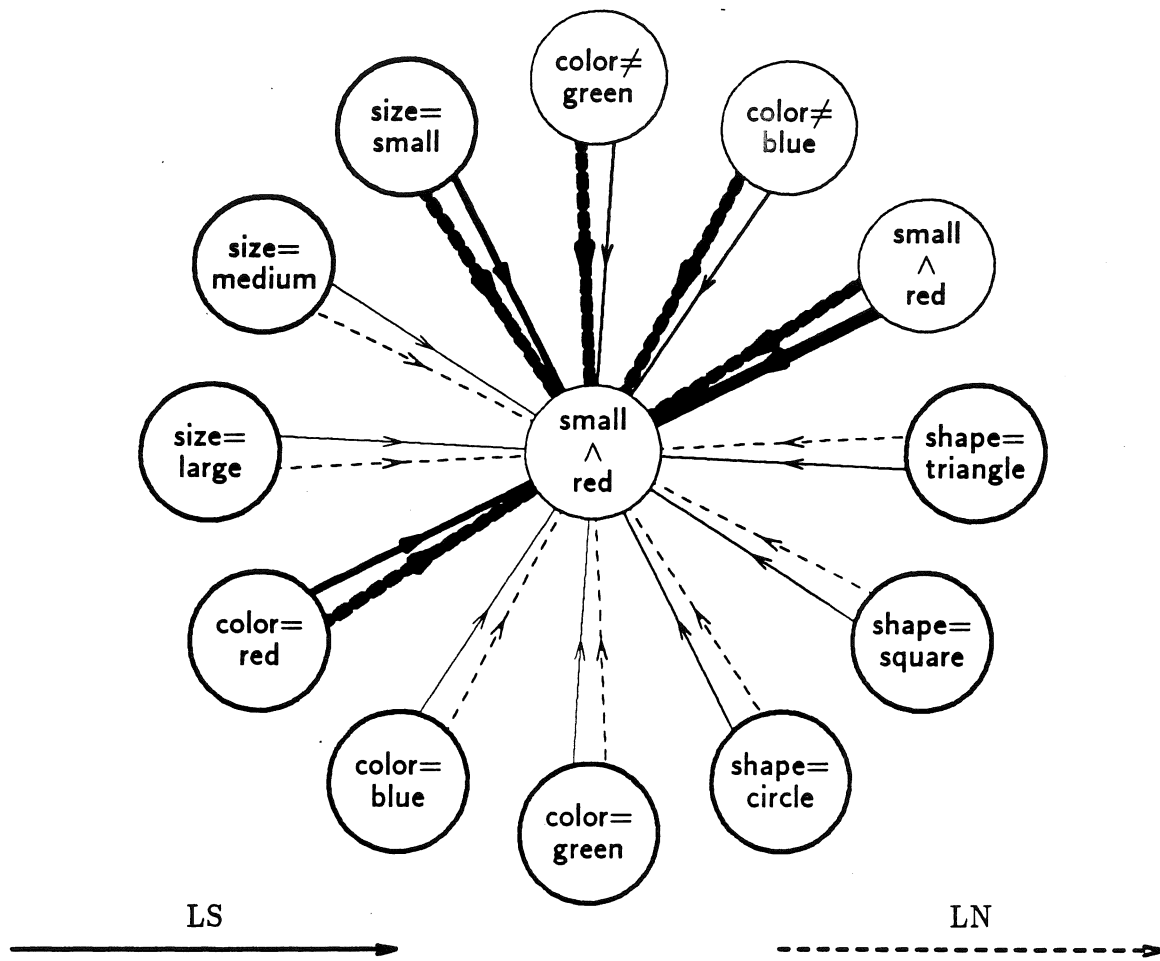 color≠
green
color≠
blue
size=
small
small
∧
red
size=
medium
small
∧
red
size=
large
shape=
triangle
color=
red
shape=
square
color=
blue
shape=
circle
color=
green
LS
LN